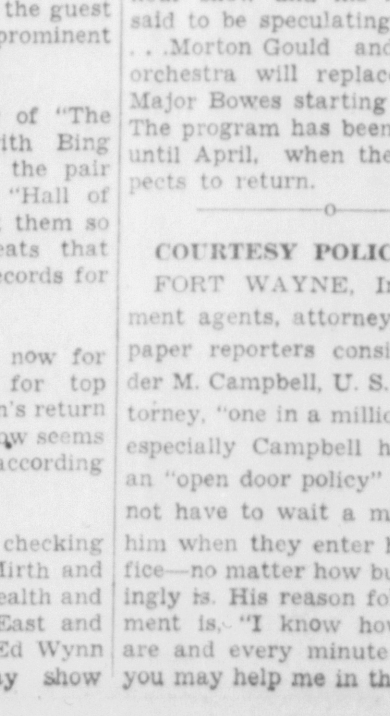 the guest
prominent
of "The
ith Bing
the pair
"Hall of
them so
eats that
ecords for
now for
for top
n's return
ow seems
according
checking
Mirth and
ealth and
East and
Ed Wynn
ay show
said to be speculating
. . .Morton Gould and
orchestra will replace
Major Bowes starting
The program has been
until April, when the
pects to return.
COURTESY POLIC
FORT WAYNE, In
ment agents, attorney
paper reporters consi
der M. Campbell, U. S.
torney, "one in a millio
especially Campbell h
an "open door policy"
not have to wait a m
him when they enter h
fice—no matter how bu
ingly is. His reason fo
ment is, "I know how
are and every minute
you may help me in th